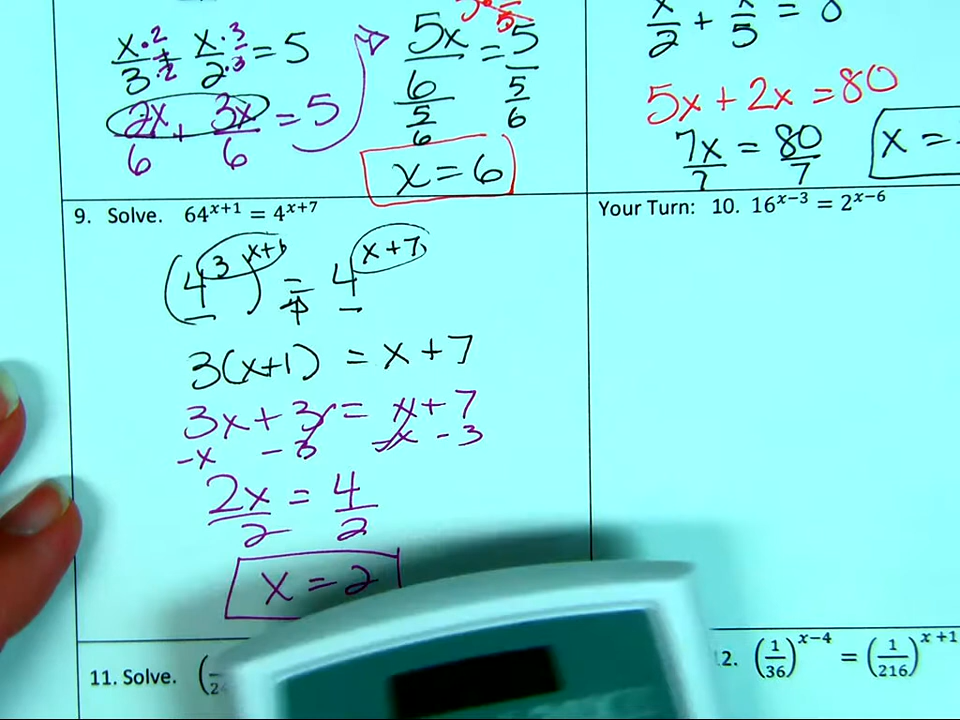 x·2/3·2 + x·3/2·3 = 5
2x/6 + 3x/6 = 5
5x/6 = 5
5/6 5/6
x = 6
x/2 + x/5 =
5x + 2x = 80
7x/7 = 80/7
x =
9. Solve. 64^{x+1} = 4^{x+7}
(4^3)^{x+1} = 4^{x+7}
3(x+1) = x+7
3x+3 = x+7
-x -3 -x -3
2x/2 = 4/2
x = 2
Your Turn: 10. 16^{x−3} = 2^{x−6}
11. Solve. (
2. (1/36)^{x−4} = (1/216)^{x+1}